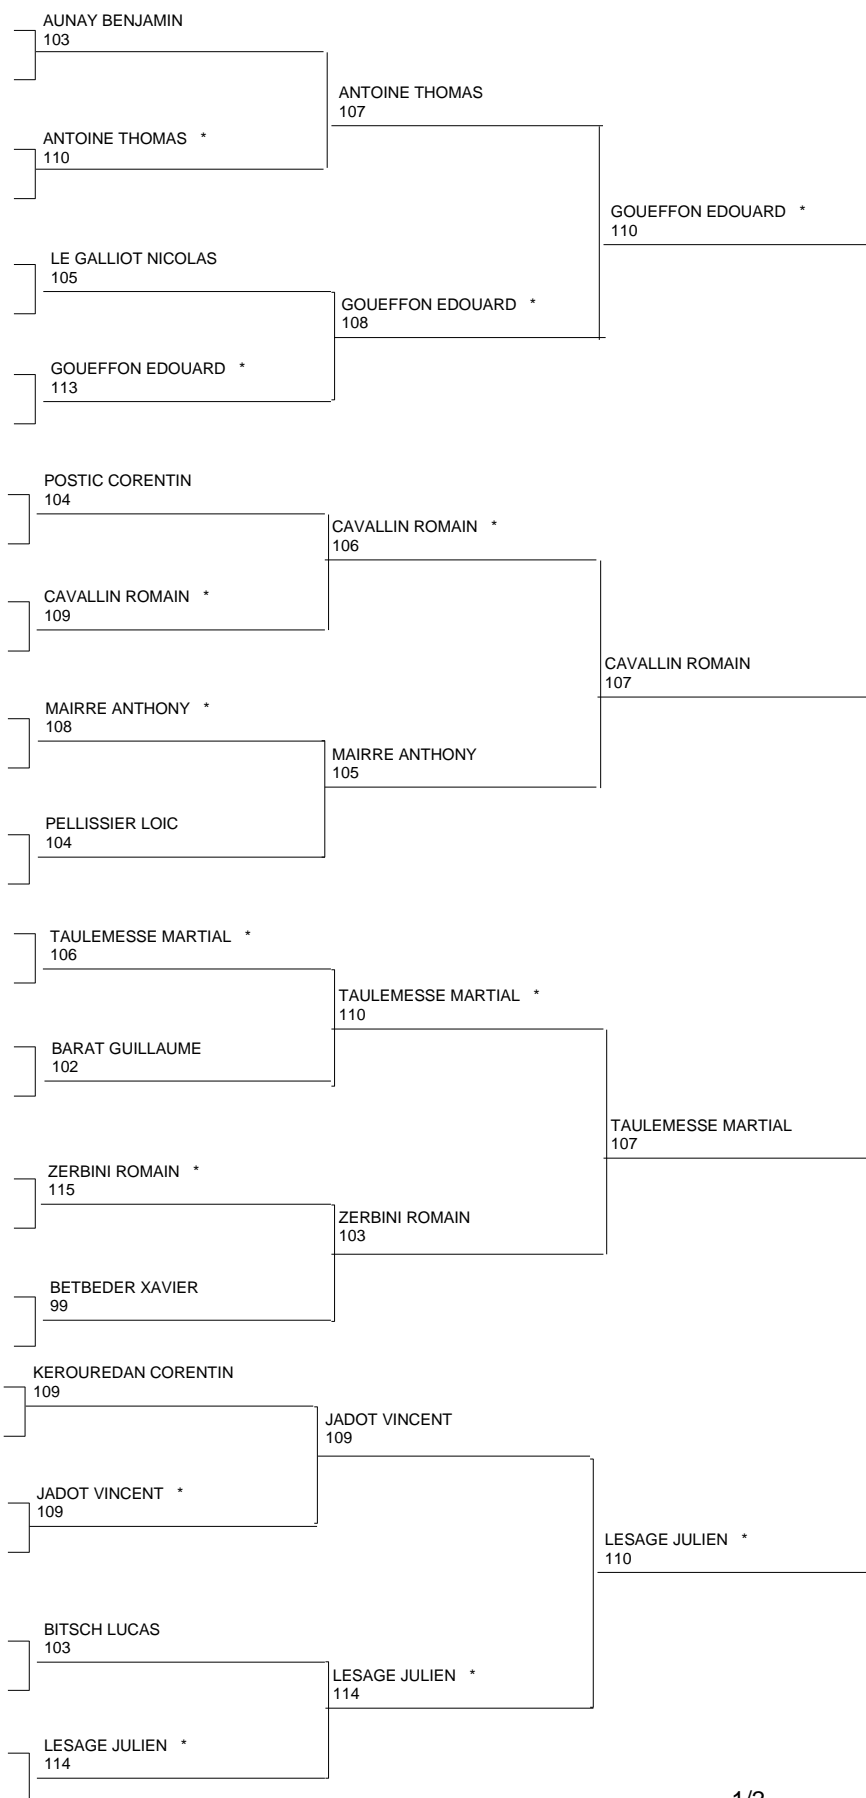 AUNAY BENJAMIN
103
ANTOINE THOMAS
107
ANTOINE THOMAS *
110
GOUEFFON EDOUARD *
110
LE GALLIOT NICOLAS
105
GOUEFFON EDOUARD *
108
GOUEFFON EDOUARD *
113
POSTIC CORENTIN
104
CAVALLIN ROMAIN *
106
CAVALLIN ROMAIN *
109
CAVALLIN ROMAIN
107
MAIRRE ANTHONY *
108
MAIRRE ANTHONY
105
PELLISSIER LOIC
104
TAULEMESSE MARTIAL *
106
TAULEMESSE MARTIAL *
110
BARAT GUILLAUME
102
TAULEMESSE MARTIAL
107
ZERBINI ROMAIN *
115
ZERBINI ROMAIN
103
BETBEDER XAVIER
99
KEROUREDAN CORENTIN
109
JADOT VINCENT
109
JADOT VINCENT *
109
LESAGE JULIEN *
110
BITSCH LUCAS
103
LESAGE JULIEN *
114
LESAGE JULIEN *
114